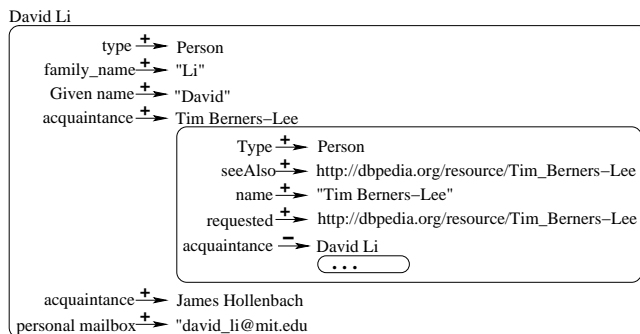 David Li
type + Person
family_name + "Li"
Given name + "David"
acquaintance + Tim Berners−Lee
Type + Person
seeAlso + http://dbpedia.org/resource/Tim_Berners−Lee
name + "Tim Berners−Lee"
requested + http://dbpedia.org/resource/Tim_Berners−Lee
acquaintance − David Li
...
acquaintance + James Hollenbach
personal mailbox + "david_li@mit.edu